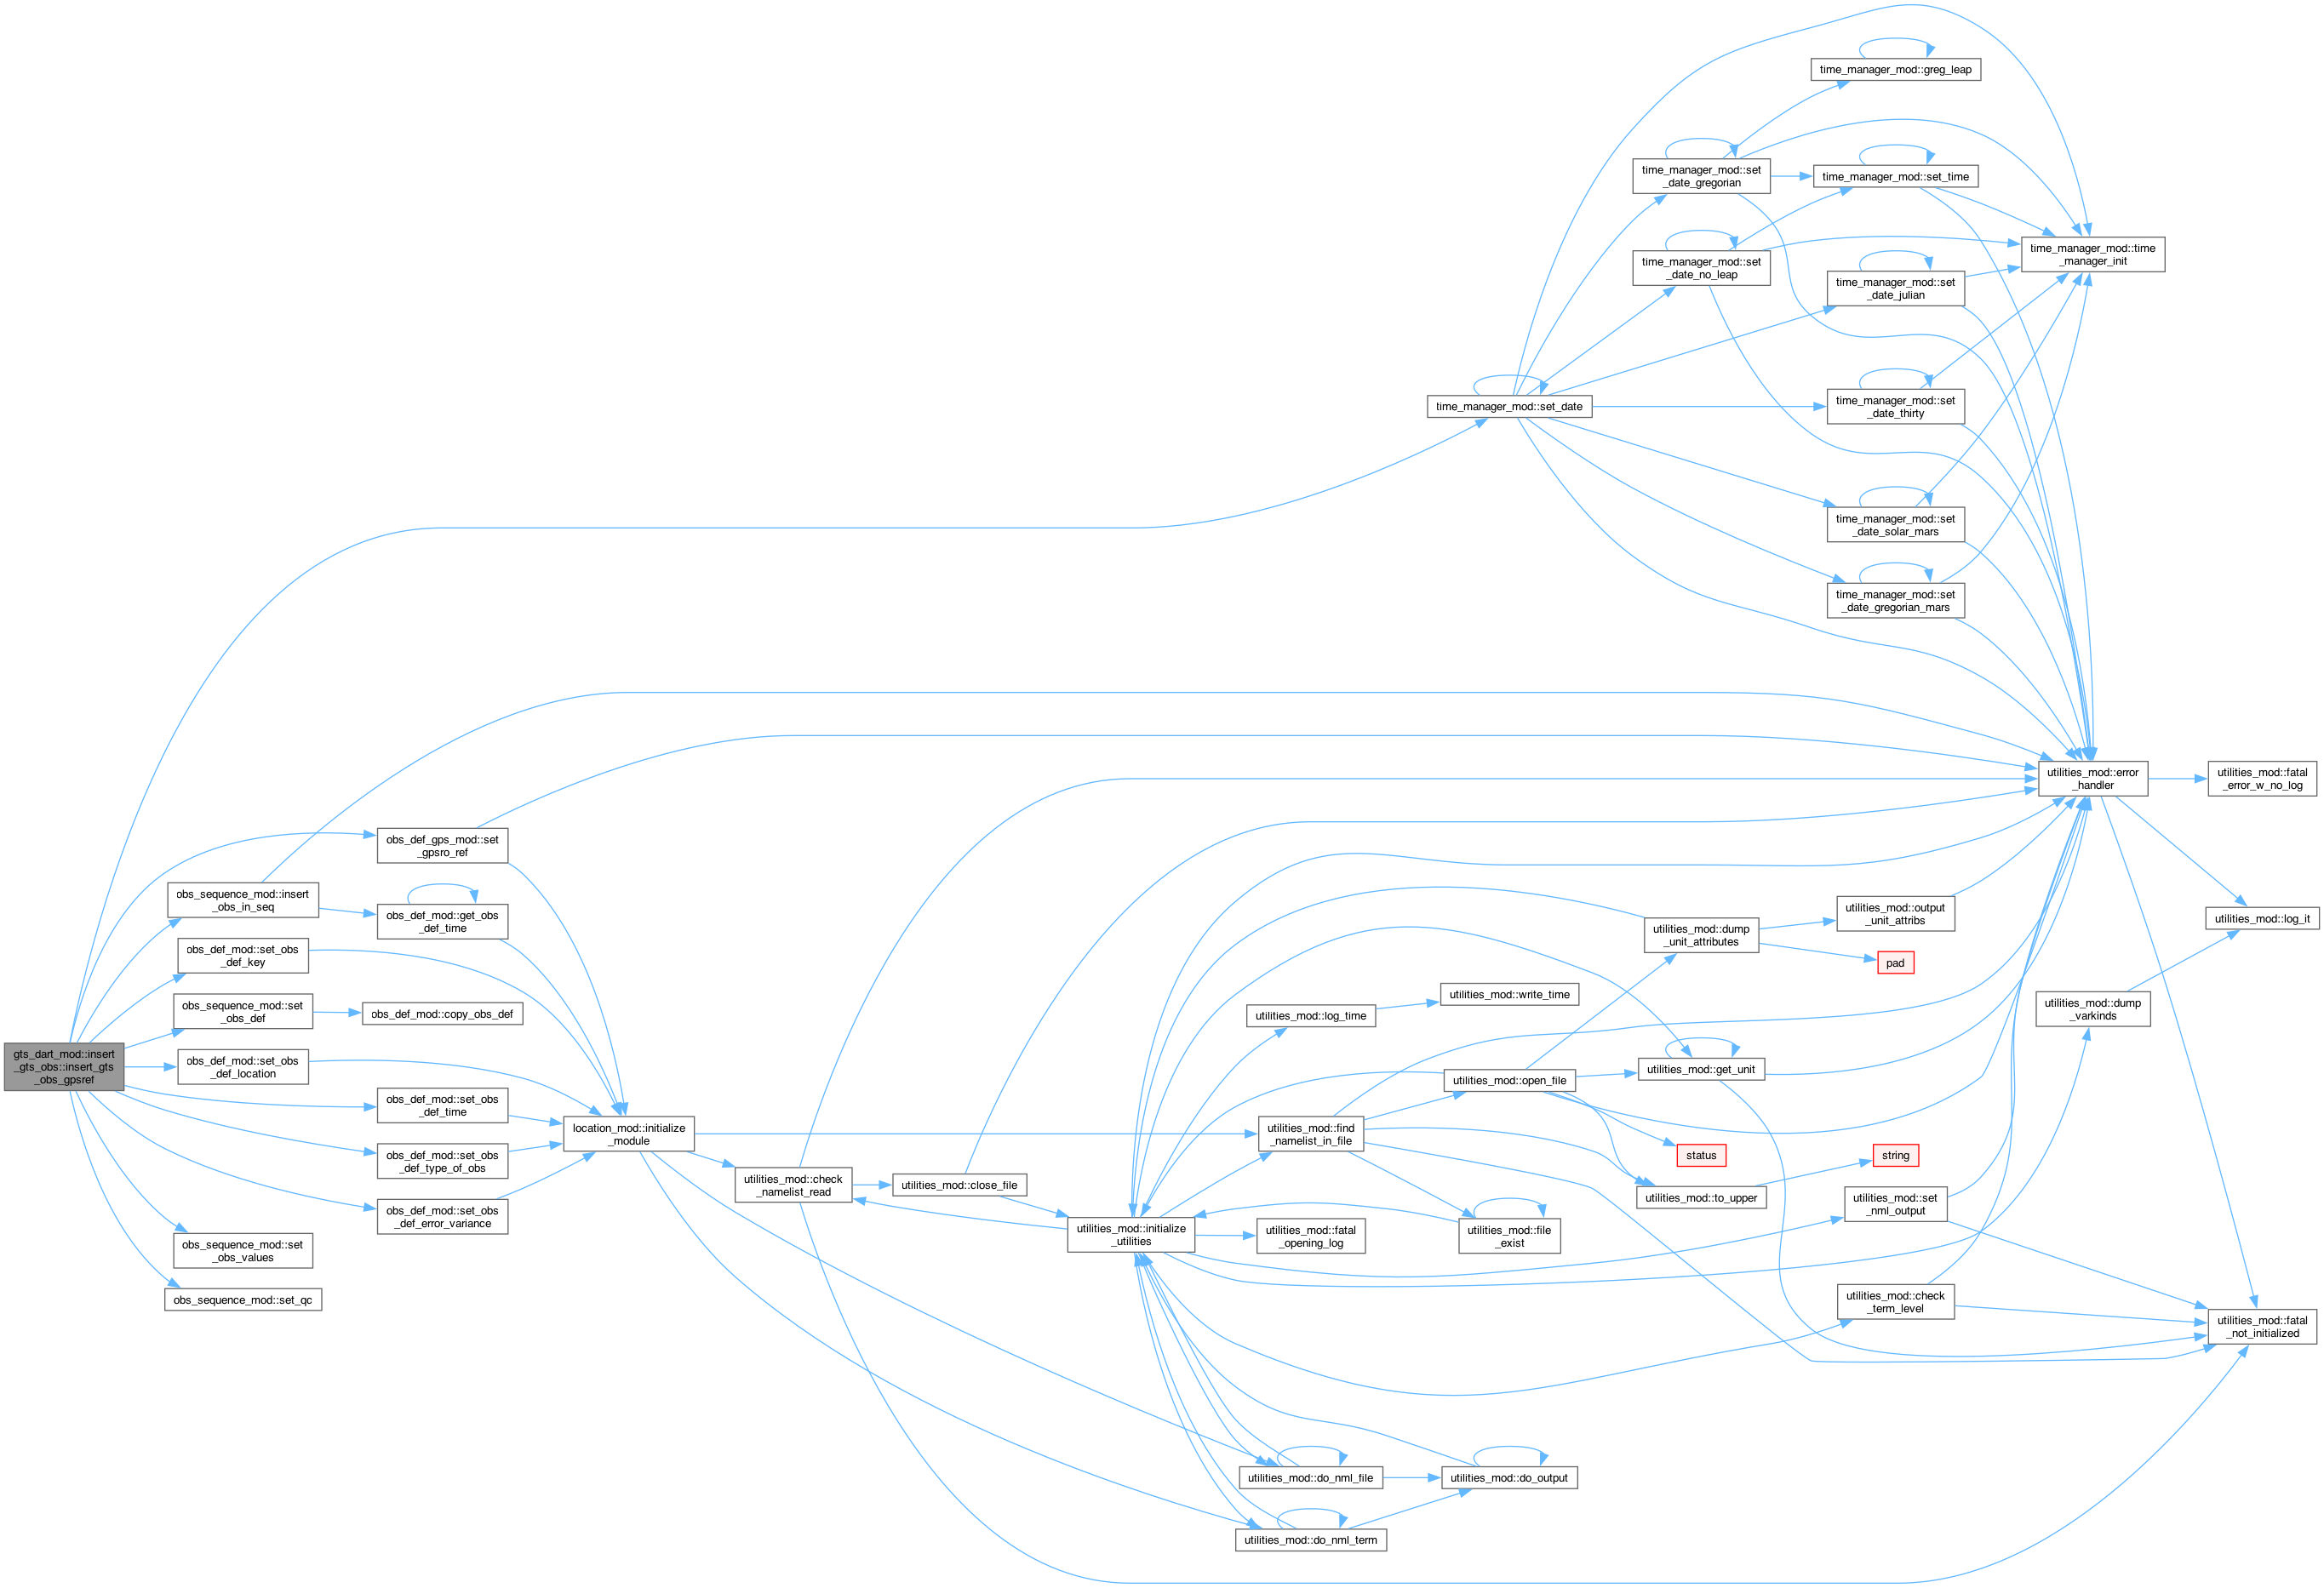 time_manager_mod::greg_leap
time_manager_mod::set
_date_gregorian
time_manager_mod::set_time
time_manager_mod::time
_manager_init
time_manager_mod::set
_date_no_leap
time_manager_mod::set
_date_julian
time_manager_mod::set_date
time_manager_mod::set
_date_thirty
time_manager_mod::set
_date_solar_mars
time_manager_mod::set
_date_gregorian_mars
utilities_mod::error
_handler
utilities_mod::fatal
_error_w_no_log
obs_def_gps_mod::set
_gpsro_ref
obs_sequence_mod::insert
_obs_in_seq
obs_def_mod::get_obs
_def_time
utilities_mod::output
_unit_attribs
utilities_mod::log_it
utilities_mod::dump
_unit_attributes
obs_def_mod::set_obs
_def_key
pad
utilities_mod::write_time
obs_sequence_mod::set
_obs_def
obs_def_mod::copy_obs_def
utilities_mod::log_time
utilities_mod::dump
_varkinds
gts_dart_mod::insert
_gts_obs::insert_gts
_obs_gpsref
obs_def_mod::set_obs
_def_location
utilities_mod::open_file
utilities_mod::get_unit
obs_def_mod::set_obs
_def_time
location_mod::initialize
_module
utilities_mod::find
_namelist_in_file
status
string
obs_def_mod::set_obs
_def_type_of_obs
utilities_mod::check
_namelist_read
utilities_mod::close_file
utilities_mod::to_upper
utilities_mod::set
_nml_output
obs_def_mod::set_obs
_def_error_variance
utilities_mod::initialize
_utilities
utilities_mod::fatal
_opening_log
utilities_mod::file
_exist
obs_sequence_mod::set
_obs_values
obs_sequence_mod::set_qc
utilities_mod::check
_term_level
utilities_mod::fatal
_not_initialized
utilities_mod::do_nml_file
utilities_mod::do_output
utilities_mod::do_nml_term